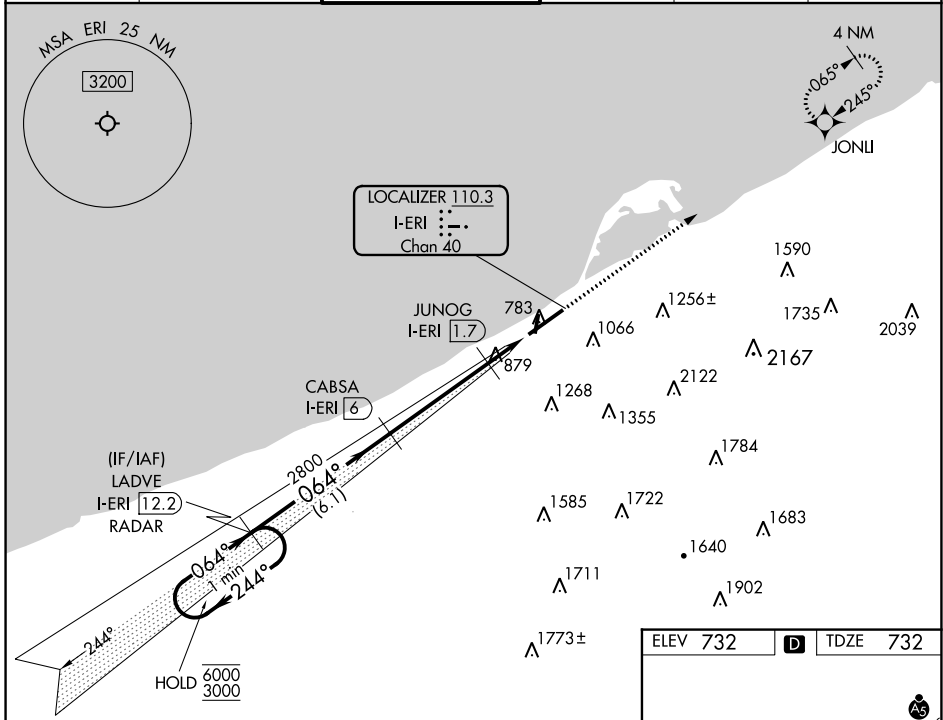 MSA ERI 25 NM
3200
4 NM
065°
245°
JONLI
LOCALIZER 110.3
I-ERI
Chan 40
1590
JUNOG
I-ERI 1.7
783
1256±
1735
2039
1066
879
2167
CABSA
I-ERI 6
1268
2122
1355
2800
064°
(6.1)
1784
(IF/IAF)
LADVE
I-ERI 12.2
RADAR
1585
1722
1683
064°
1 min
244°
1640
1711
1902
244°
1773±
HOLD 6000
3000
ELEV 732 D TDZE 732
A5